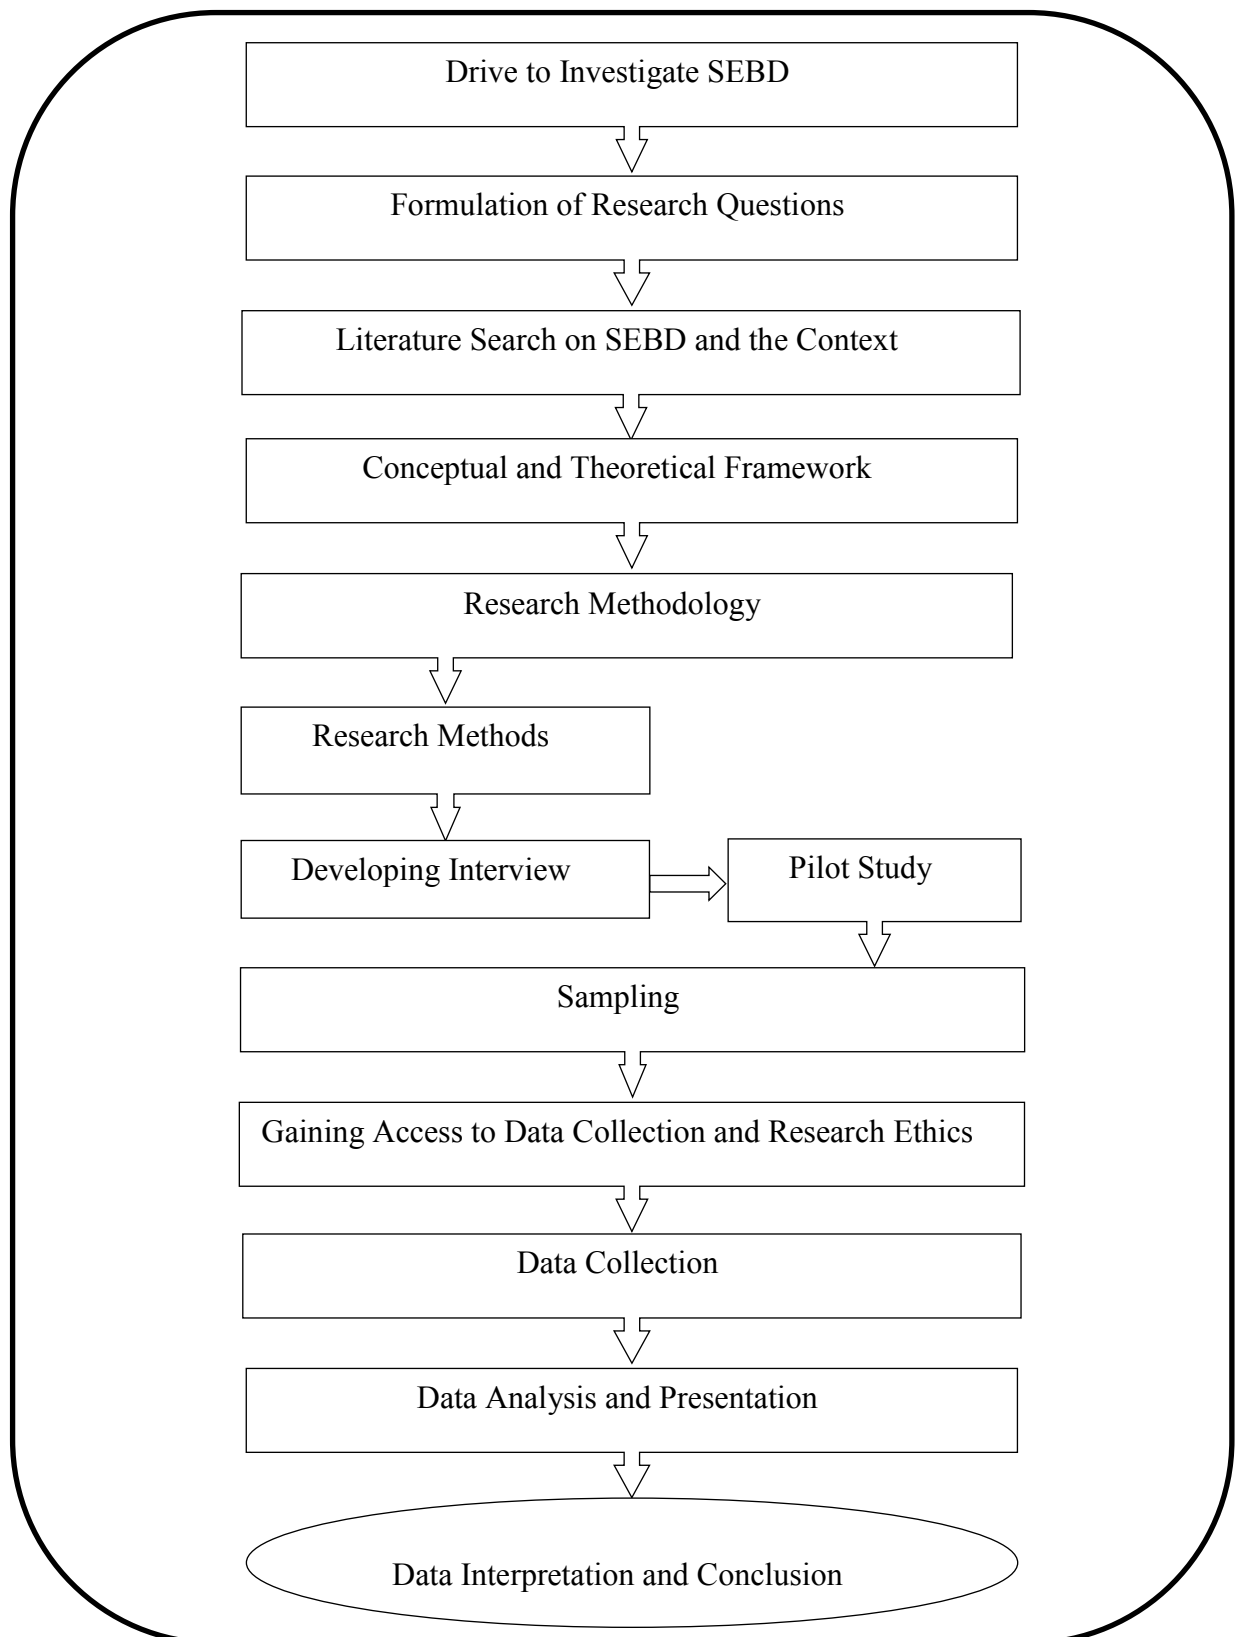 Drive to Investigate SEBD
Formulation of Research Questions
Literature Search on SEBD and the Context
Conceptual and Theoretical Framework
Research Methodology
Research Methods
Developing Interview
Pilot Study
Sampling
Gaining Access to Data Collection and Research Ethics
Data Collection
Data Analysis and Presentation
Data Interpretation and Conclusion